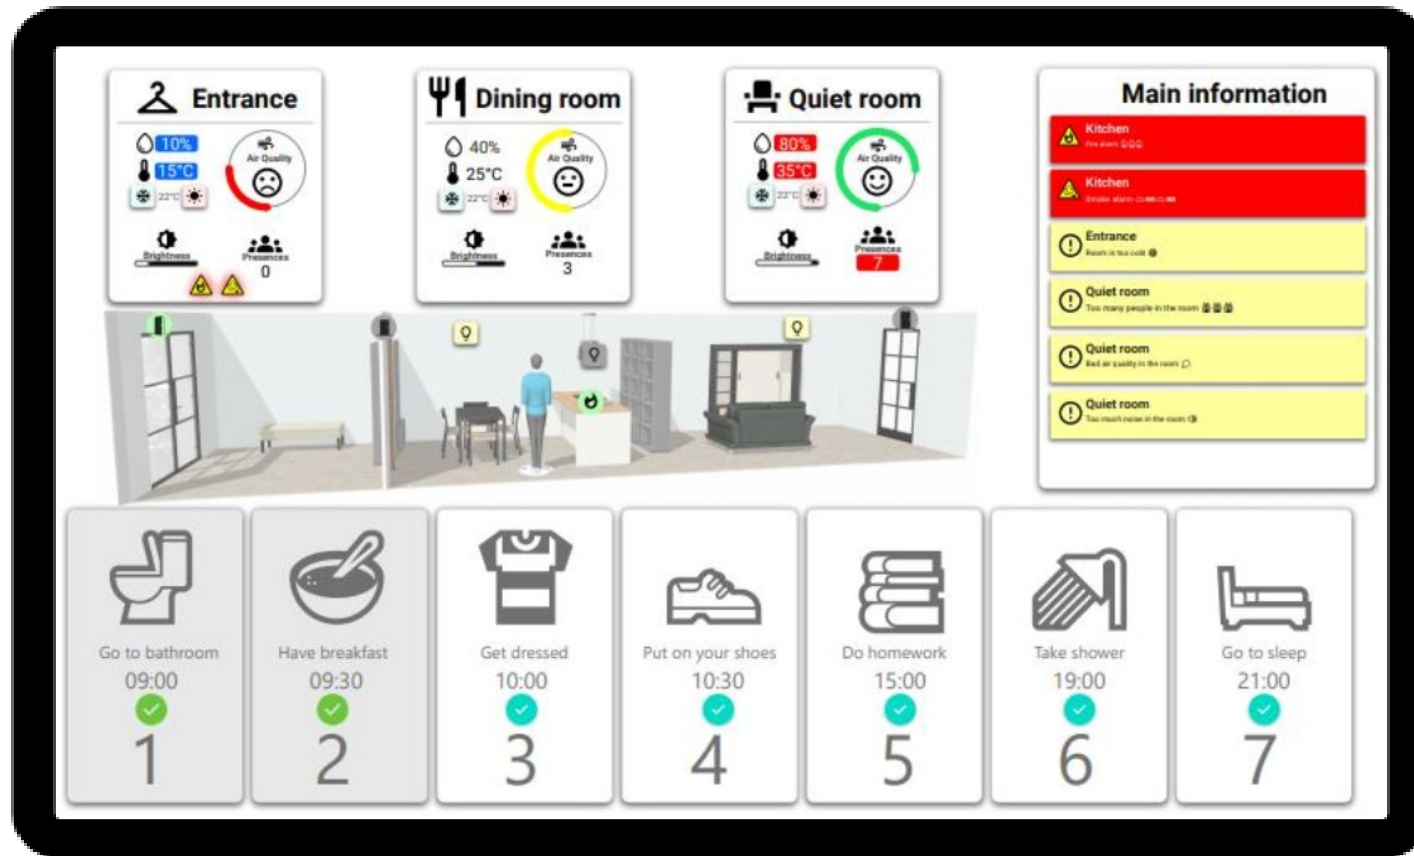 Entrance
10%
15°C
22°C
Air Quality
Brightness
Presences
0
Dining room
40%
25°C
22°C
Air Quality
Brightness
Presences
3
Quiet room
80%
35°C
22°C
Air Quality
Brightness
Presences
7
Main information
Kitchen
Fire alarm
Kitchen
Smoke alarm
Entrance
Room is too cold
Quiet room
Too many people in the room
Quiet room
Bad air quality in the room
Quiet room
Too much noise in the room
Go to bathroom
09:00
1
Have breakfast
09:30
2
Get dressed
10:00
3
Put on your shoes
10:30
4
Do homework
15:00
5
Take shower
19:00
6
Go to sleep
21:00
7